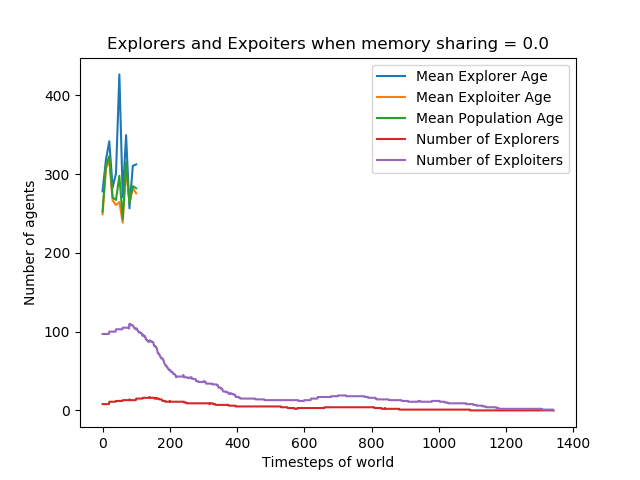 Explorers and Expoiters when memory sharing = 0.0
Mean Explorer Age
Mean Exploiter Age
Mean Population Age
Number of Explorers
Number of Exploiters
Number of agents
400
300
200
100
0
0
200
400
600
800
1000
1200
1400
Timesteps of world